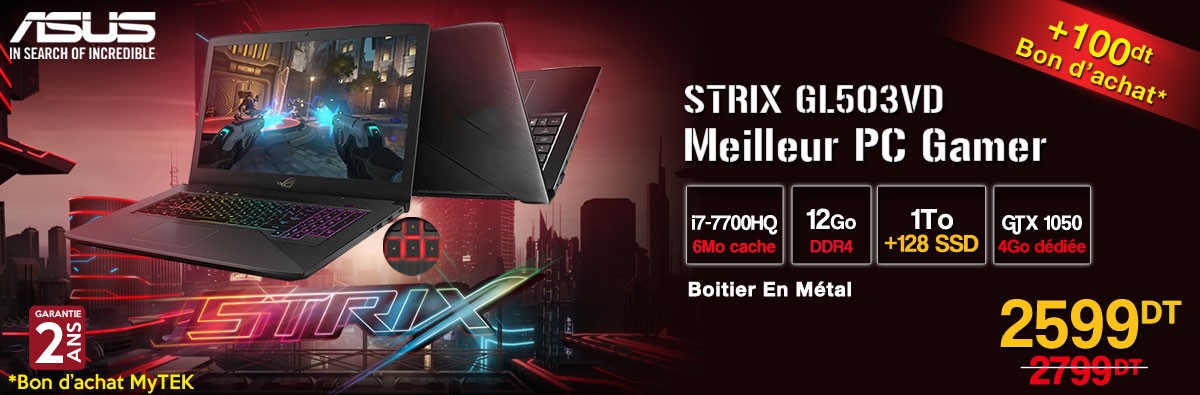 ASUS
IN SEARCH OF INCREDIBLE
+100dt
Bon d'achat*
STRIX GL503VD
Meilleur PC Gamer
i7-7700HQ
6Mo cache
12Go
DDR4
1To
+128 SSD
GTX 1050
4Go dédiée
Boitier En Métal
STRIX
GARANTIE
2 ANS
*Bon d'achat MyTEK
2599DT
2799DT